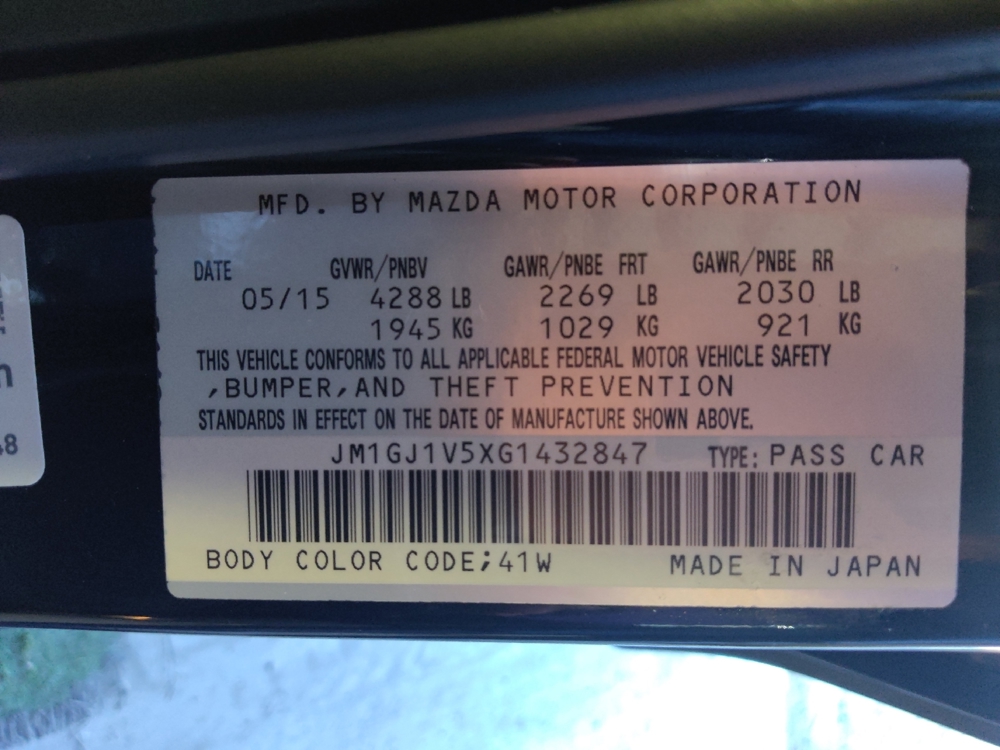 MFD. BY MAZDA MOTOR CORPORATION
DATE GVWR/PNBV GAWR/PNBE FRT GAWR/PNBE RR
05/15 4288 LB 2269 LB 2030 LB
1945 KG 1029 KG 921 KG
THIS VEHICLE CONFORMS TO ALL APPLICABLE FEDERAL MOTOR VEHICLE SAFETY
,BUMPER,AND THEFT PREVENTION
STANDARDS IN EFFECT ON THE DATE OF MANUFACTURE SHOWN ABOVE.
JM1GJ1V5XG1432847 TYPE: PASS CAR
BODY COLOR CODE;41W MADE IN JAPAN